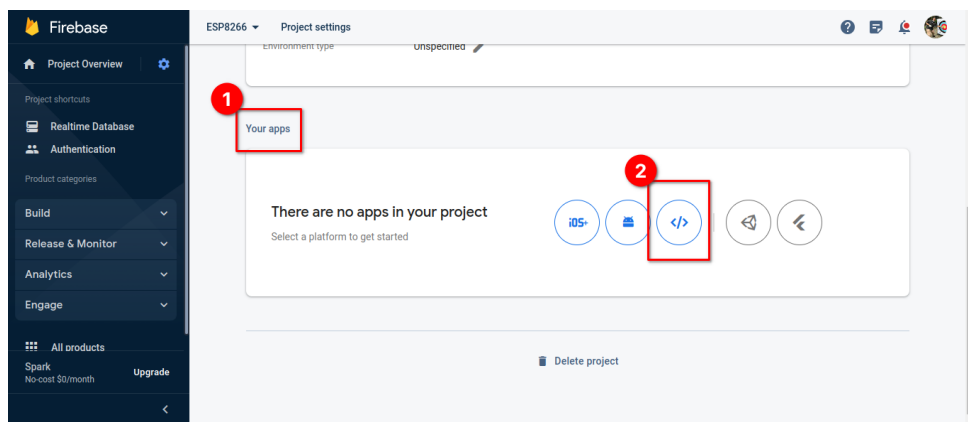 Firebase
ESP8266 Project settings
Environment type Unspecified
Project Overview
Project shortcuts
Realtime Database
Authentication
Product categories
Build
Release & Monitor
Analytics
Engage
All products
Spark
No-cost $0/month
Upgrade
1
Your apps
2
There are no apps in your project
Select a platform to get started
iOS+
</>
Delete project